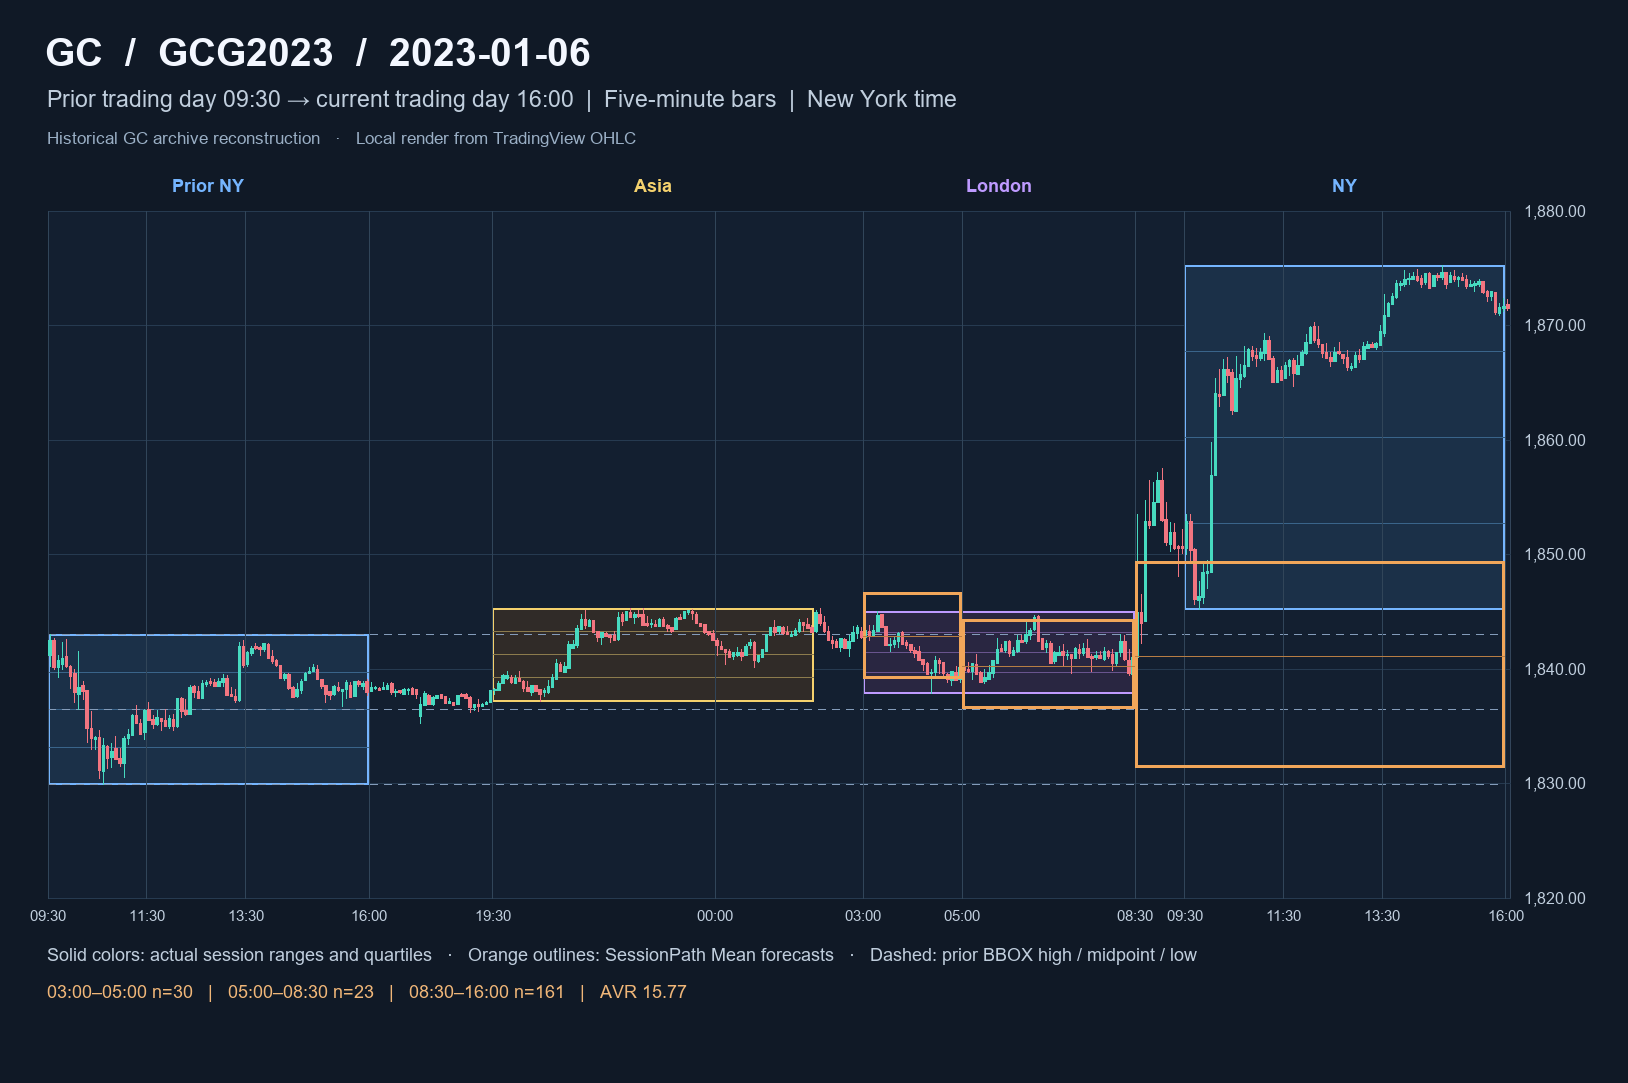 GC / GCG2023 / 2023-01-06
Prior trading day 09:30 → current trading day 16:00 | Five-minute bars | New York time
Historical GC archive reconstruction · Local render from TradingView OHLC
Prior NY
Asia
London
NY
1,880.00
1,870.00
1,860.00
1,850.00
1,840.00
1,830.00
1,820.00
09:30
11:30
13:30
16:00
19:30
00:00
03:00
05:00
08:30
09:30
11:30
13:30
16:00
Solid colors: actual session ranges and quartiles · Orange outlines: SessionPath Mean forecasts · Dashed: prior BBOX high / midpoint / low
03:00–05:00 n=30 | 05:00–08:30 n=23 | 08:30–16:00 n=161 | AVR 15.77